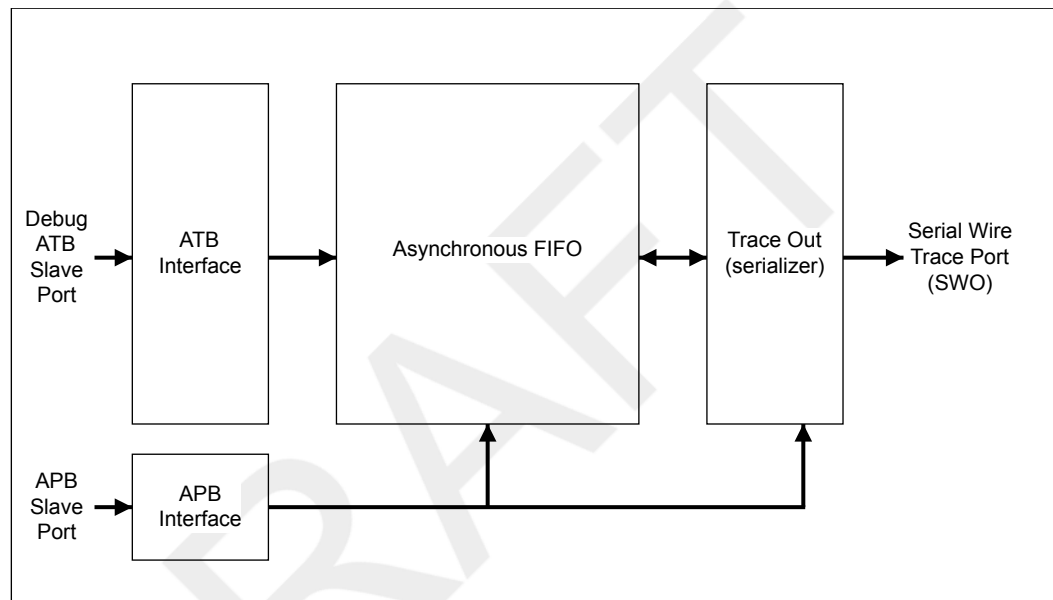 Debug
ATB
Slave
Port
ATB
Interface
Asynchronous FIFO
Trace Out
(serializer)
Serial Wire
Trace Port
(SWO)
APB
Slave
Port
APB
Interface
RAFT